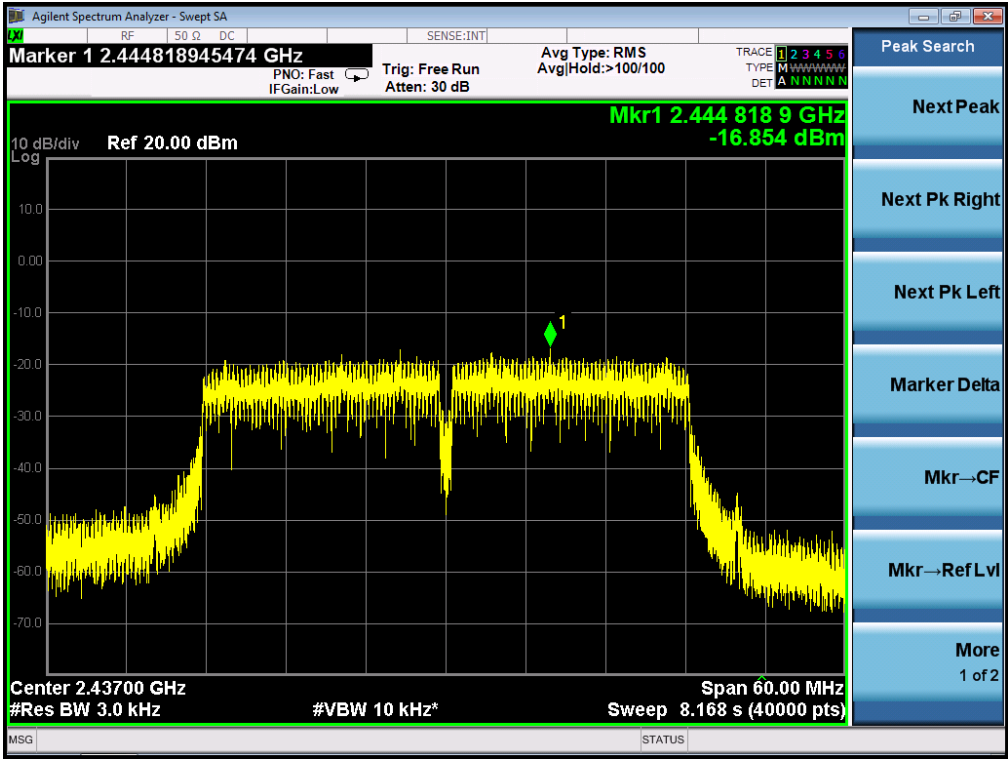 Agilent Spectrum Analyzer - Swept SA
LXI RF 50 Ω DC SENSE:INT
Marker 1 2.444818945474 GHz
PNO: Fast
IFGain:Low
Trig: Free Run
Atten: 30 dB
Avg Type: RMS
Avg|Hold:>100/100
TRACE 1 2 3 4 5 6
TYPE M WWWWW
DET A N N N N N
Mkr1 2.444 818 9 GHz
-16.854 dBm
10 dB/div Ref 20.00 dBm
Log
10.0
0.00
-10.0
1
-20.0
-30.0
-40.0
-50.0
-60.0
-70.0
Center 2.43700 GHz Span 60.00 MHz
#Res BW 3.0 kHz #VBW 10 kHz* Sweep 8.168 s (40000 pts)
MSG STATUS
Peak Search
Next Peak
Next Pk Right
Next Pk Left
Marker Delta
Mkr→CF
Mkr→Ref Lvl
More
1 of 2